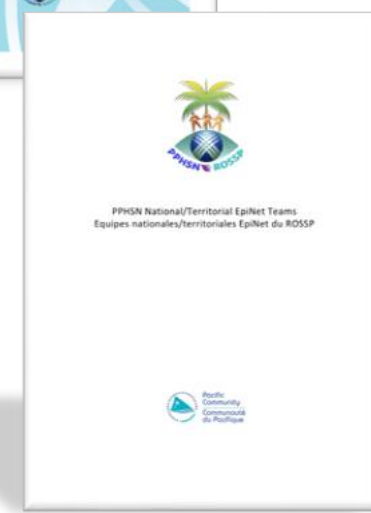 PPHSN ROSSP
PPHSN National/Territorial EpiNet Teams
Equipes nationales/territoriales EpiNet du ROSSP
Pacific
Community
Communauté
du Pacifique